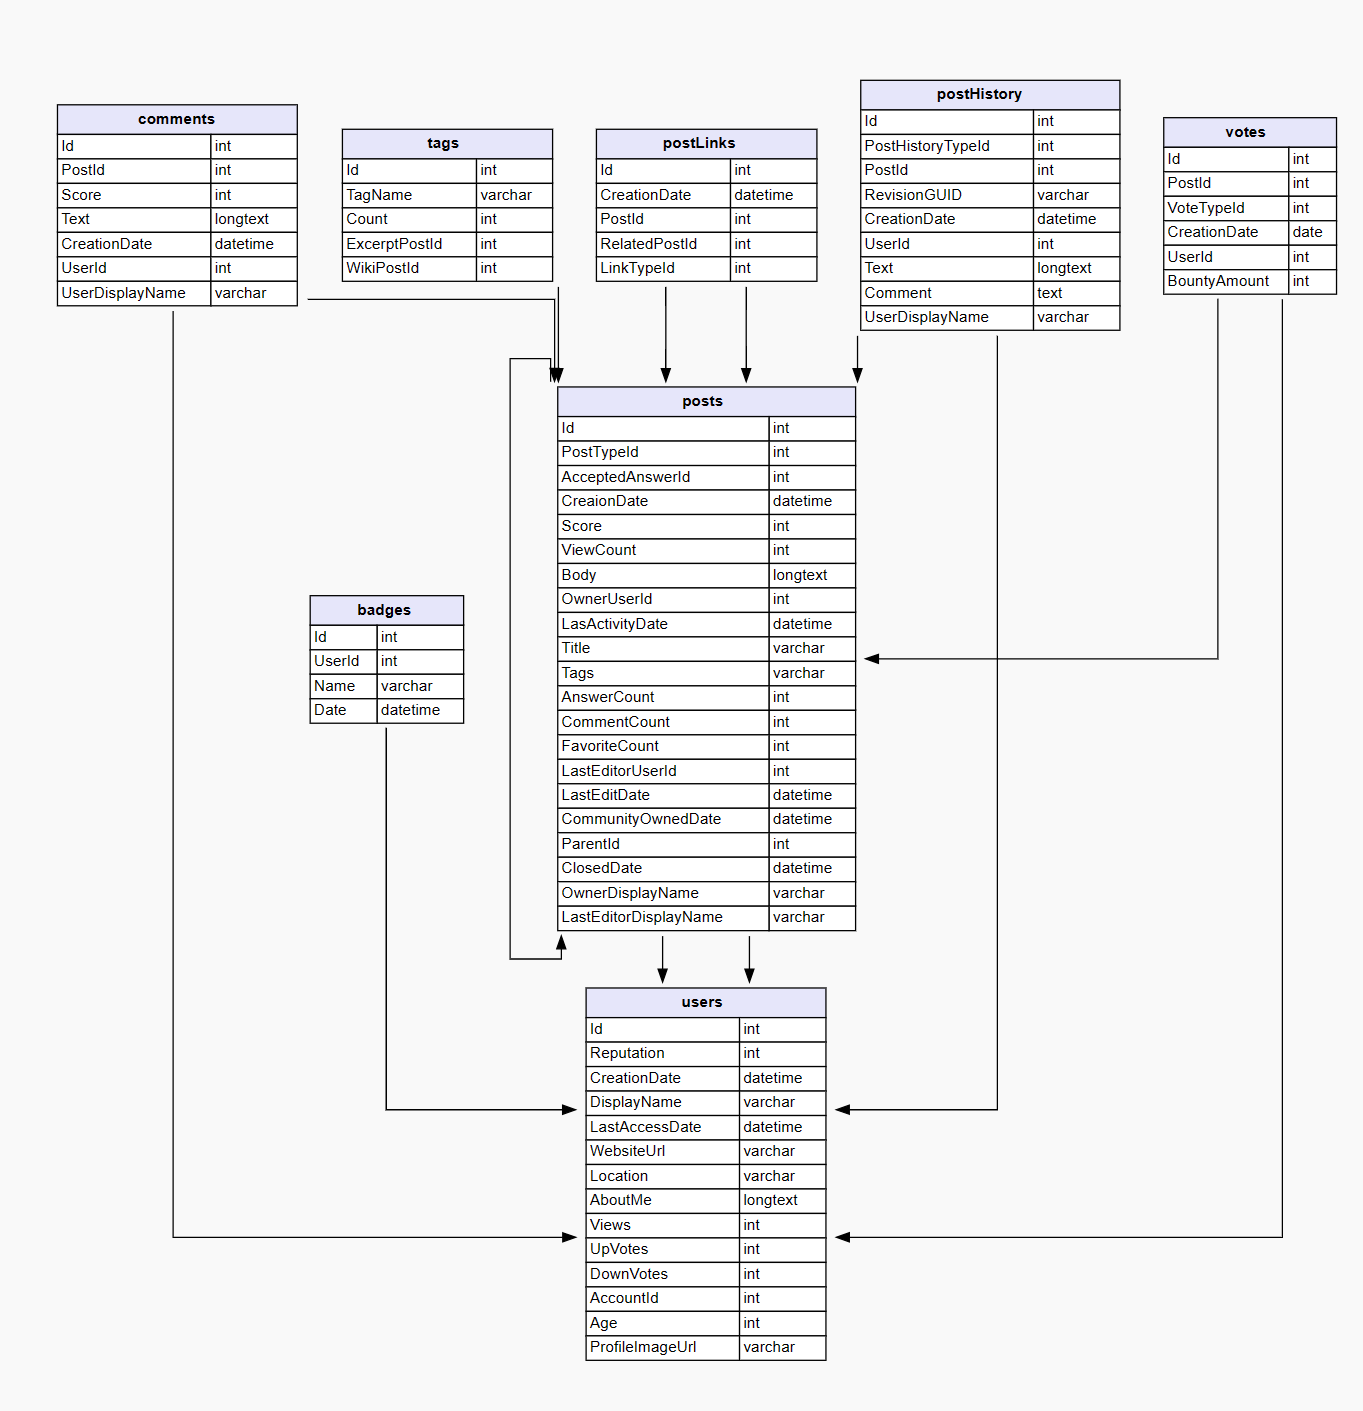 comments
Id int
PostId int
Score int
Text longtext
CreationDate datetime
UserId int
UserDisplayName varchar
tags
Id int
TagName varchar
Count int
ExcerptPostId int
WikiPostId int
postLinks
Id int
CreationDate datetime
PostId int
RelatedPostId int
LinkTypeId int
postHistory
Id int
PostHistoryTypeId int
PostId int
RevisionGUID varchar
CreationDate datetime
UserId int
Text longtext
Comment text
UserDisplayName varchar
votes
Id int
PostId int
VoteTypeId int
CreationDate date
UserId int
BountyAmount int
posts
Id int
PostTypeId int
AcceptedAnswerId int
CreaionDate datetime
Score int
ViewCount int
Body longtext
OwnerUserId int
LasActivityDate datetime
Title varchar
Tags varchar
AnswerCount int
CommentCount int
FavoriteCount int
LastEditorUserId int
LastEditDate datetime
CommunityOwnedDate datetime
ParentId int
ClosedDate datetime
OwnerDisplayName varchar
LastEditorDisplayName varchar
badges
Id int
UserId int
Name varchar
Date datetime
users
Id int
Reputation int
CreationDate datetime
DisplayName varchar
LastAccessDate datetime
WebsiteUrl varchar
Location varchar
AboutMe longtext
Views int
UpVotes int
DownVotes int
AccountId int
Age int
ProfileImageUrl varchar